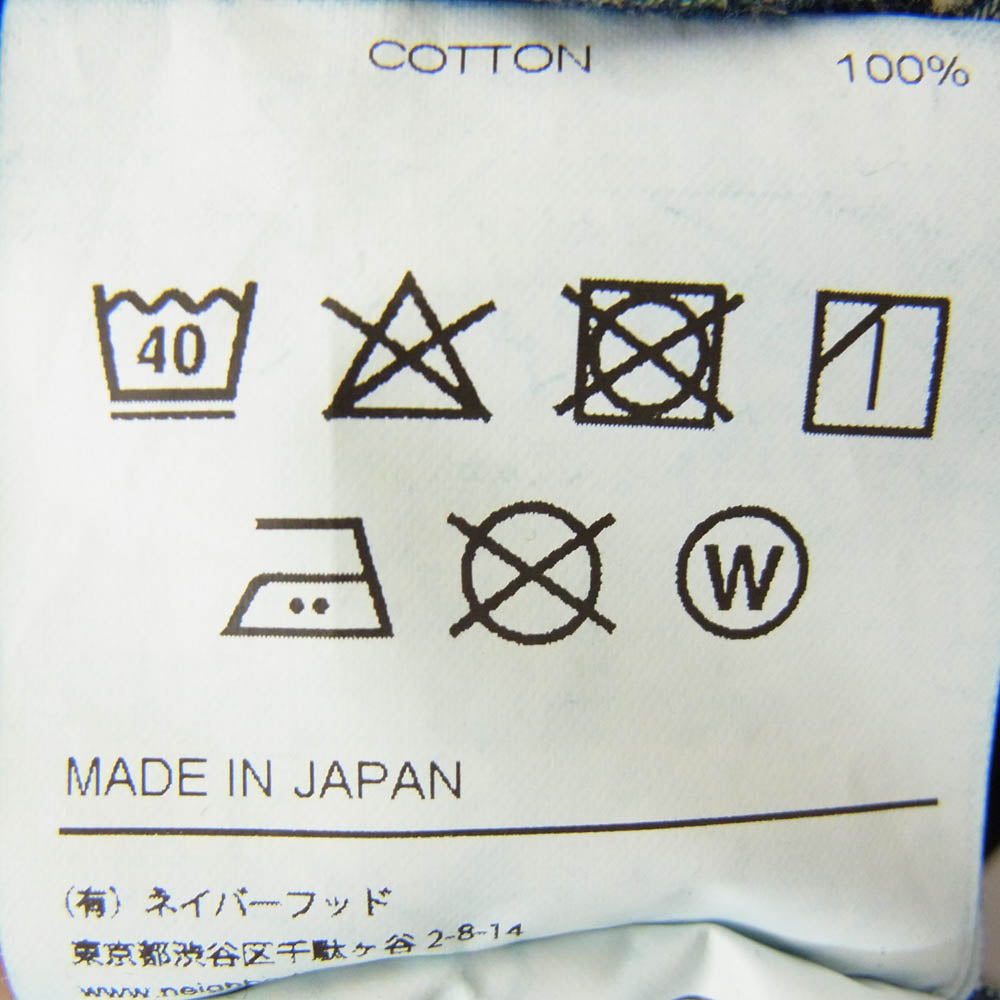 COTTON 100%
40
W
MADE IN JAPAN
(有) ネイバーフッド
東京都渋谷区千駄ヶ谷 2-8-14